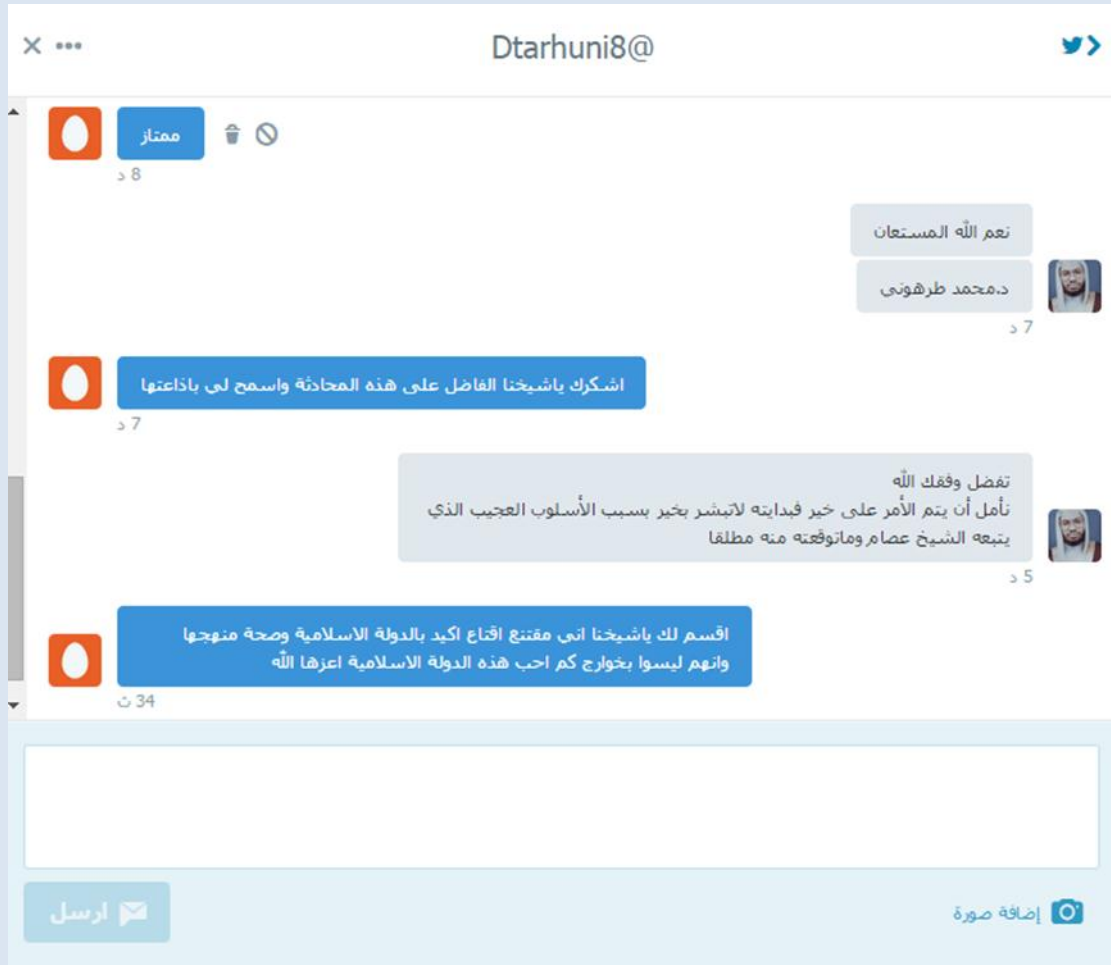 Dtarhuni8@
ممتاز
8 د
نعم الله المستعان
د.محمد طرهوني
7 د
اشكرك ياشيخنا الفاضل على هذه المحادثة واسمح لي باذاعتها
7 د
تفضل وفقك الله
نأمل أن يتم الأمر على خير فبدايته لاتبشر بخير بسبب الأسلوب العجيب الذي
يتبعه الشيخ عصام وماتوقعته منه مطلقا
5 د
اقسم لك ياشيخنا انى مقتنع اقتاع اكيد بالدولة الاسلامية وصحة منهجها
وانهم ليسوا بخوارج كم احب هذه الدولة الاسلامية اعزها الله
34 ث
إضافة صورة
ارسل